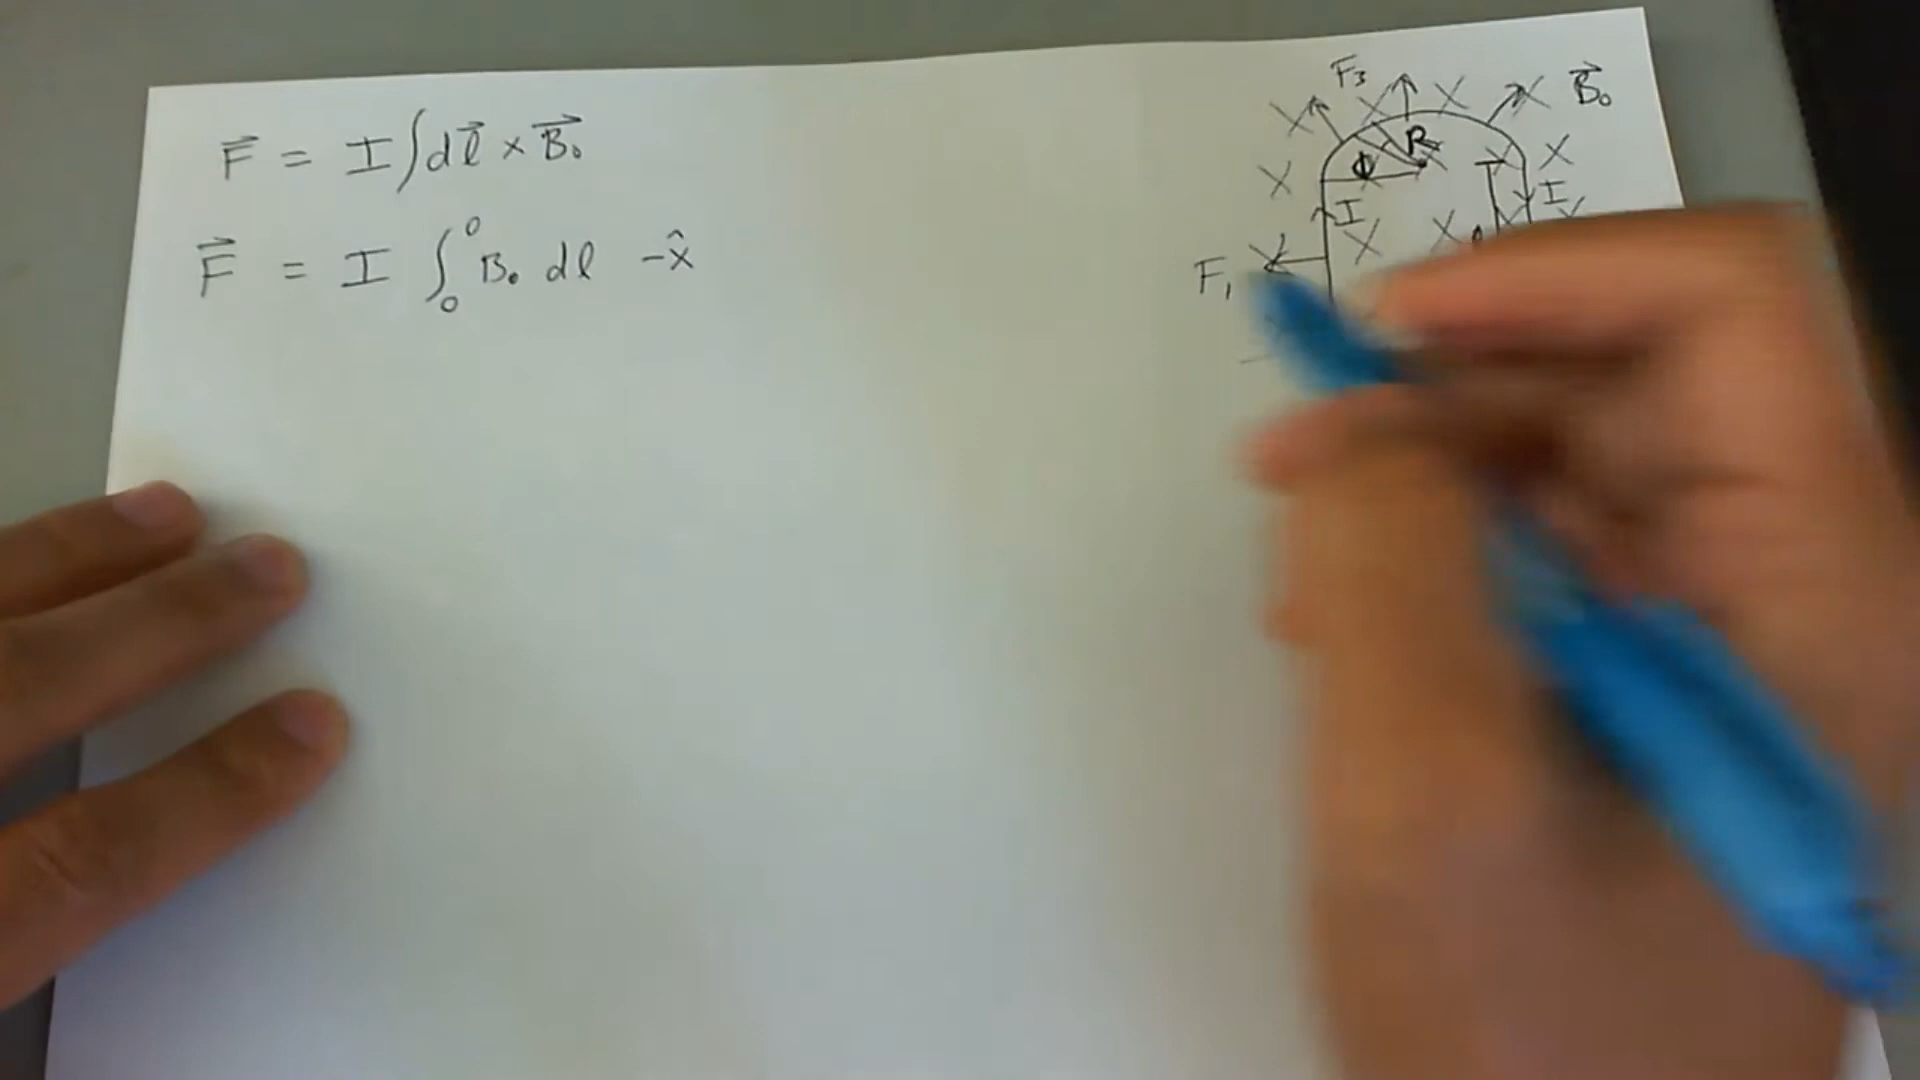 F⃗ = I ∫ dl⃗ × B⃗₀
F⃗ = I ∫₀⁰ B₀ dl -x̂
F₃
B⃗₀
R
Φ
I
I
F₁